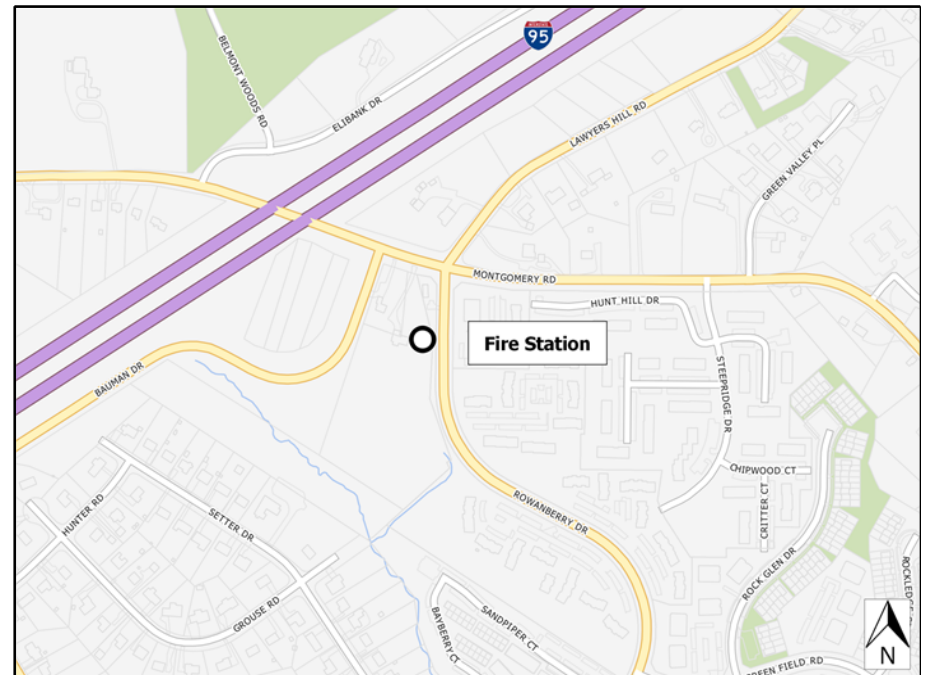 INTERSTATE
95
BELMONT WOODS RD
ELIBANK DR
LAWYERS HILL RD
GREEN VALLEY PL
MONTGOMERY RD
HUNT HILL DR
Fire Station
BAUMAN DR
STEEPRIDGE DR
CHIPWOOD CT
CRITTER CT
ROWANBERRY DR
HUNTER RD
SETTER DR
GROUSE RD
ROCK GLEN DR
SANDPIPER CT
BAYBERRY CT
N